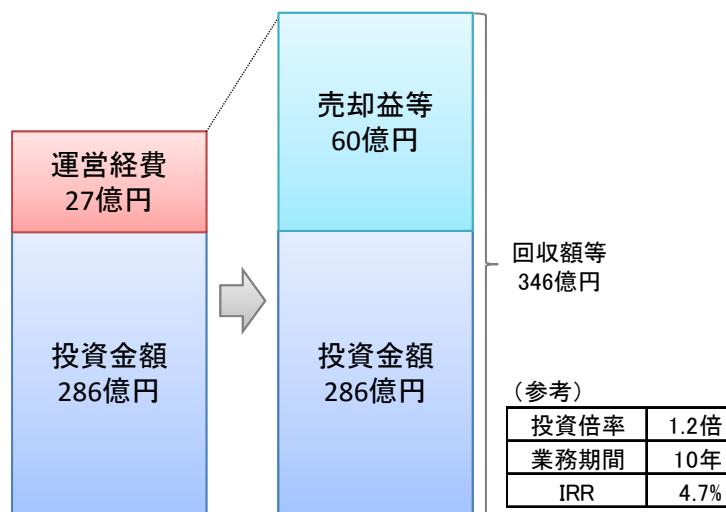 運営経費
27億円
投資金額
286億円
売却益等
60億円
投資金額
286億円
回収額等
346億円
（参考）
投資倍率 1.2倍
業務期間 10年
IRR 4.7%